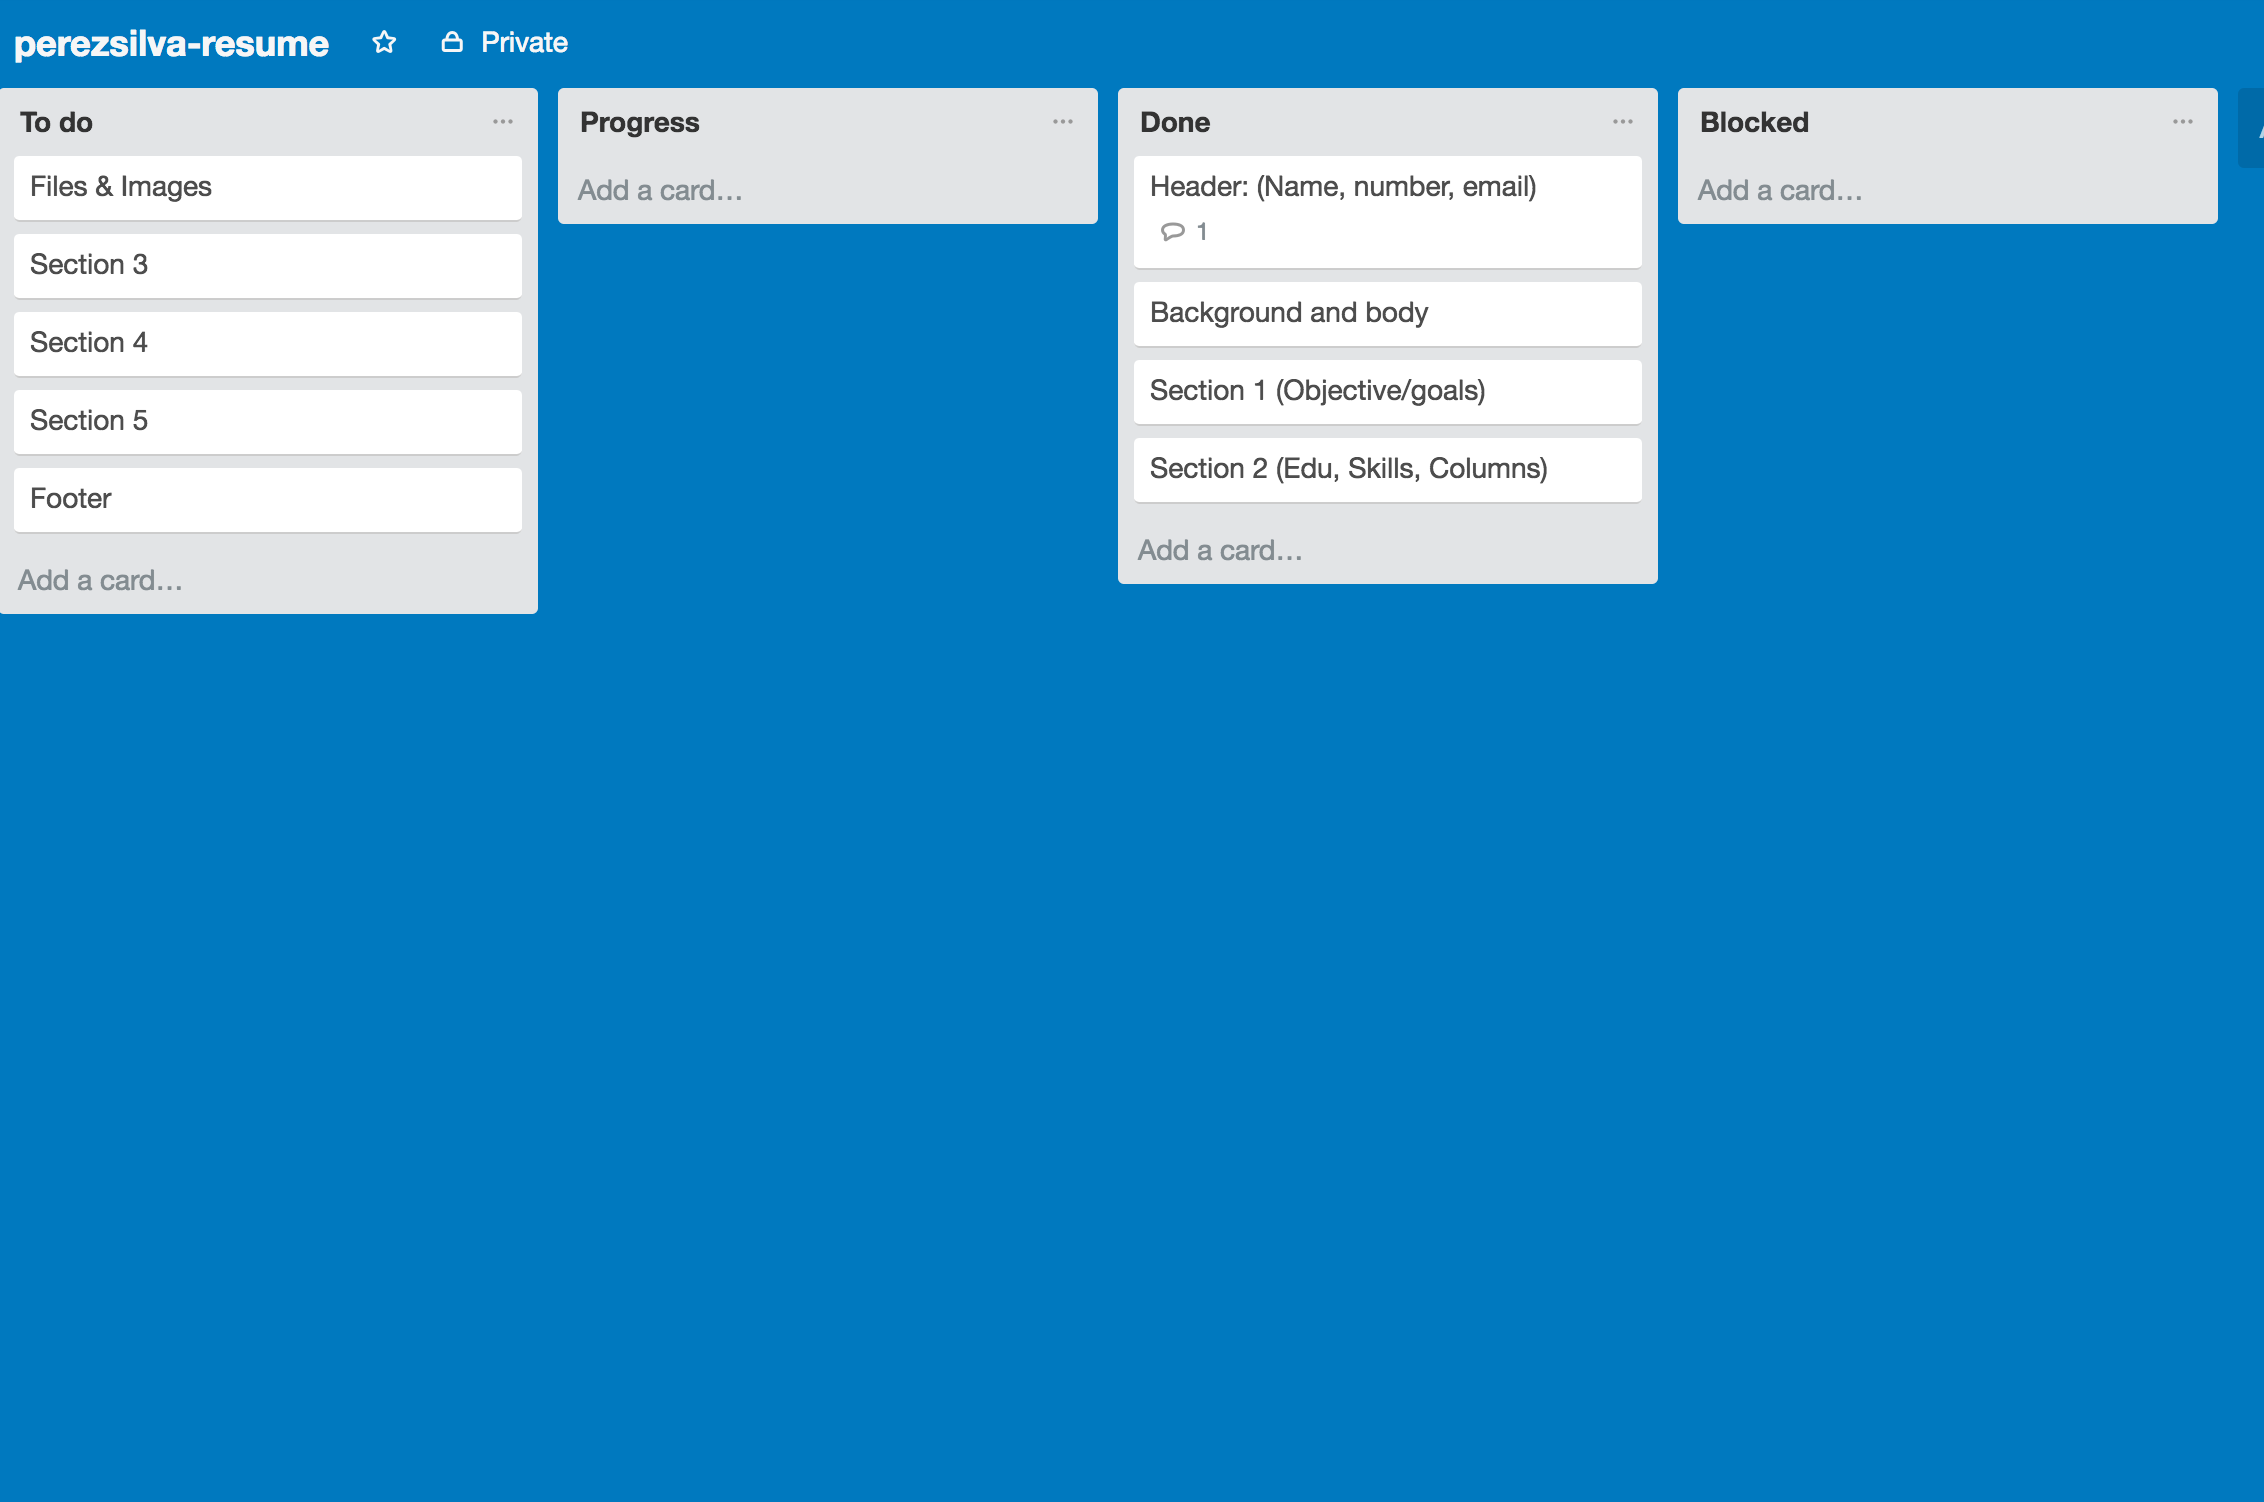 perezsilva-resume Private
To do
Files & Images
Section 3
Section 4
Section 5
Footer
Add a card…
Progress
Add a card…
Done
Header: (Name, number, email)
1
Background and body
Section 1 (Objective/goals)
Section 2 (Edu, Skills, Columns)
Add a card…
Blocked
Add a card…